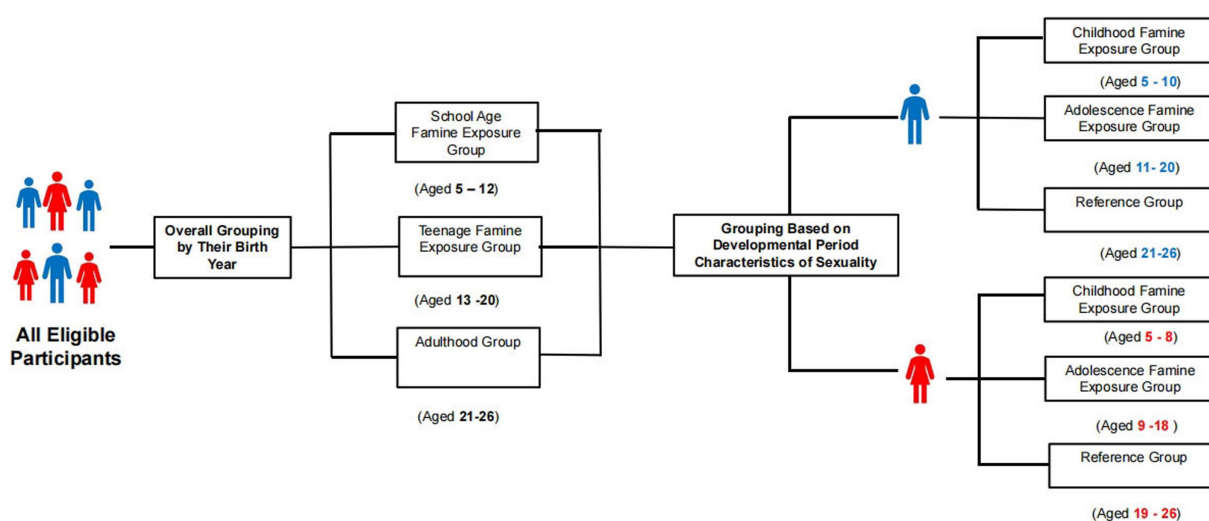 All Eligible
Participants
Overall Grouping
by Their Birth
Year
School Age
Famine Exposure
Group
(Aged 5 – 12)
Teenage Famine
Exposure Group
(Aged 13 -20)
Adulthood Group
(Aged 21-26)
Grouping Based on
Developmental Period
Characteristics of Sexuality
Childhood Famine
Exposure Group
(Aged 5 - 10)
Adolescence Famine
Exposure Group
(Aged 11- 20)
Reference Group
(Aged 21-26)
Childhood Famine
Exposure Group
(Aged 5 - 8)
Adolescence Famine
Exposure Group
(Aged 9 -18 )
Reference Group
(Aged 19 - 26)